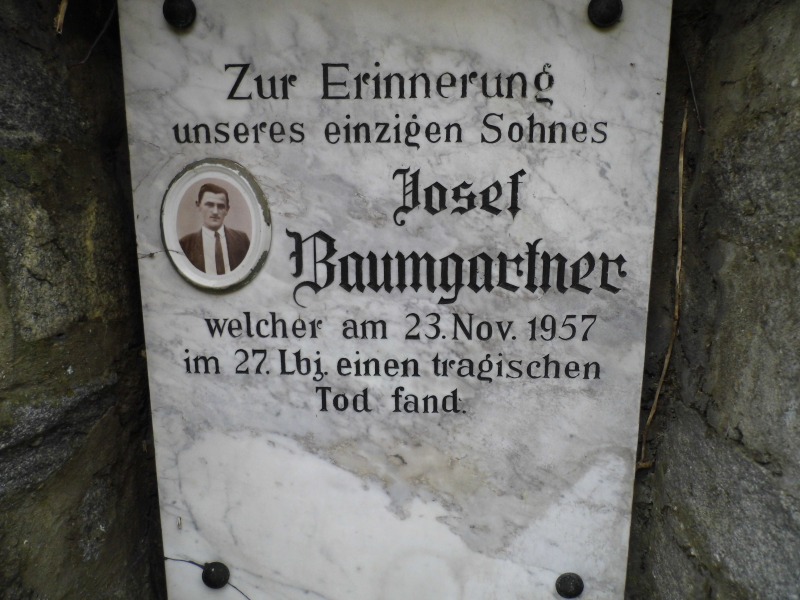 Zur Erinnerung
unseres einzigen Sohnes
Josef
Baumgartner
welcher am 23. Nov. 1957
im 27. Lbj. einen tragischen
Tod fand.